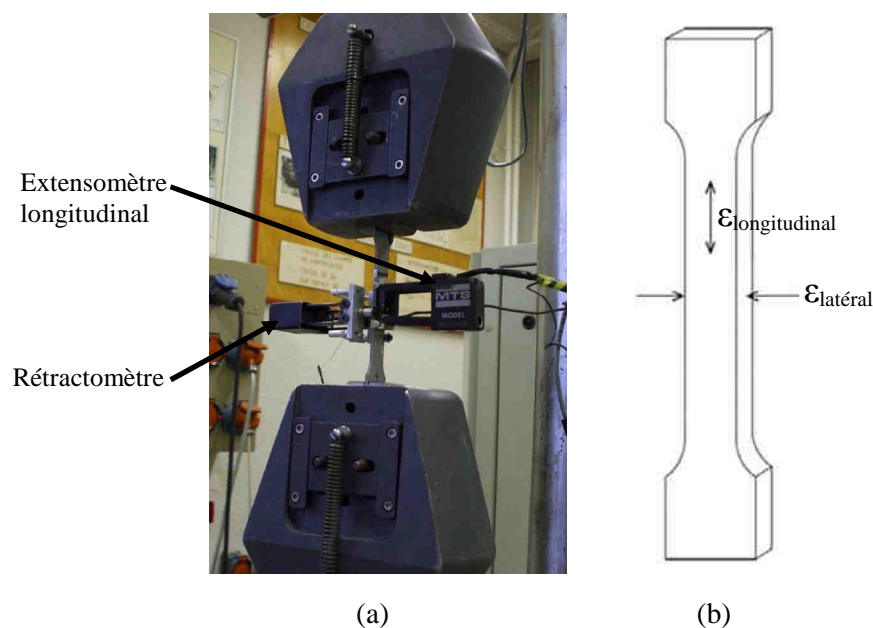 Extensomètre
longitudinal
εlongitudinal
MTS
MODEL
εlatéral
Rétractomètre
(a)
(b)